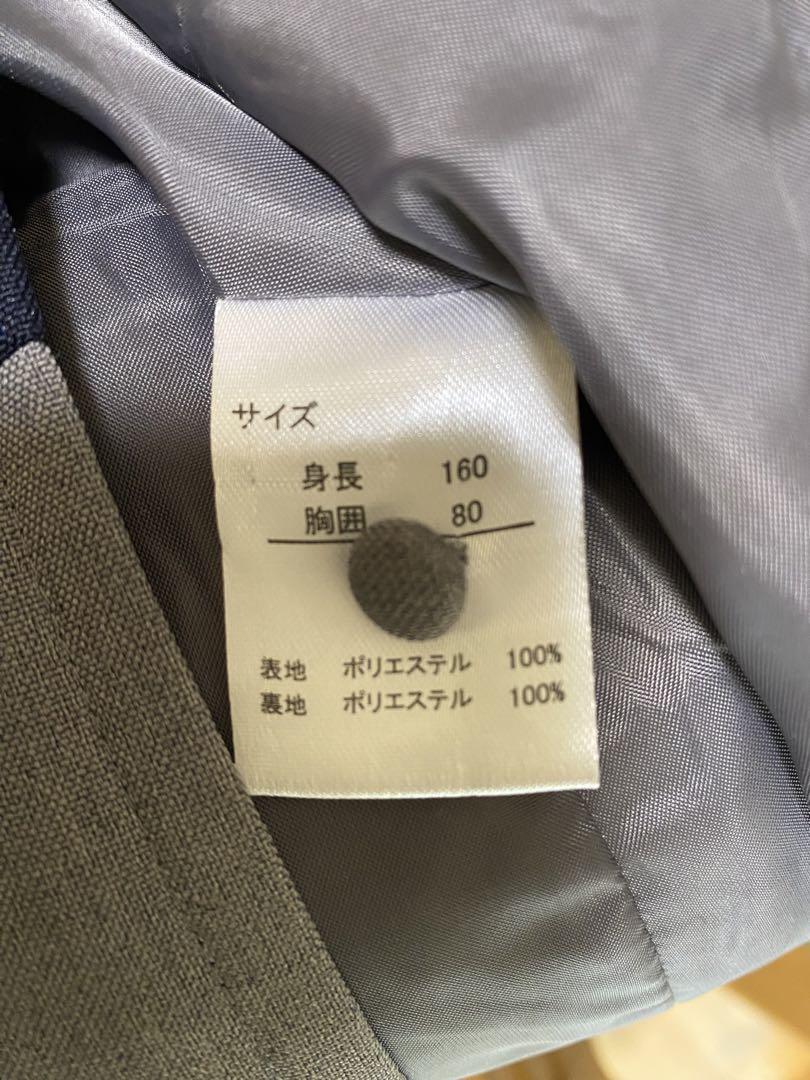 サイズ
身長 160
胸囲 80
表地 ポリエステル 100%
裏地 ポリエステル 100%